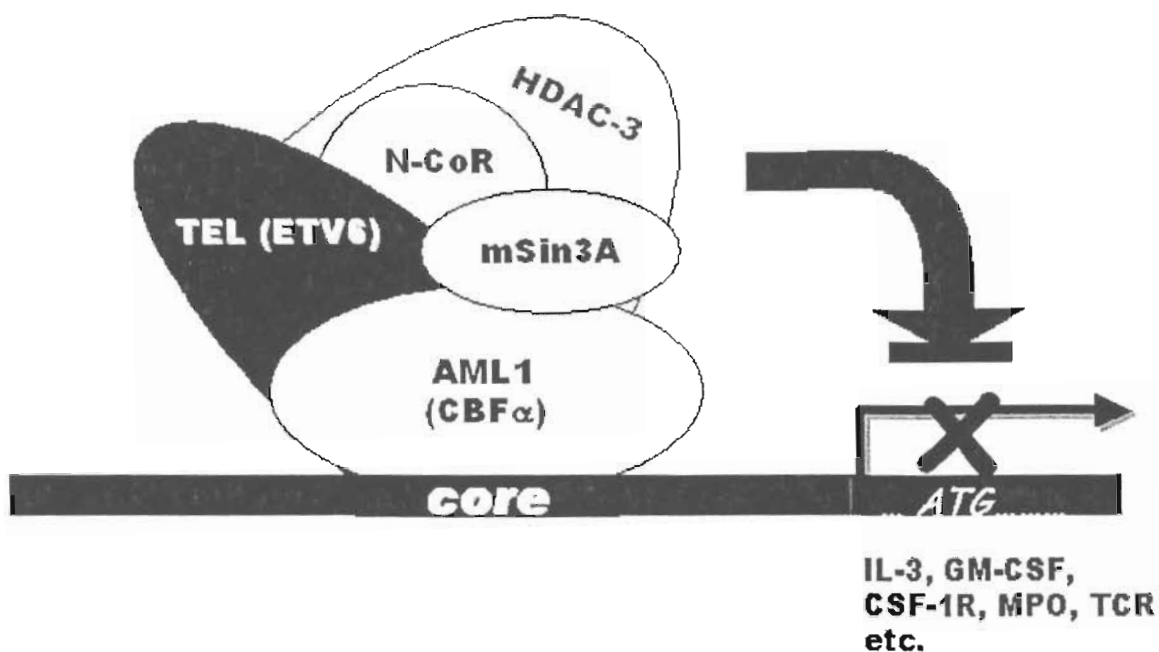 HDAC-3
N-CoR
TEL (ETV6)
mSin3A
AML1
(CBFα)
core
... ATG.........
IL-3, GM-CSF,
CSF-1R, MPO, TCR
etc.